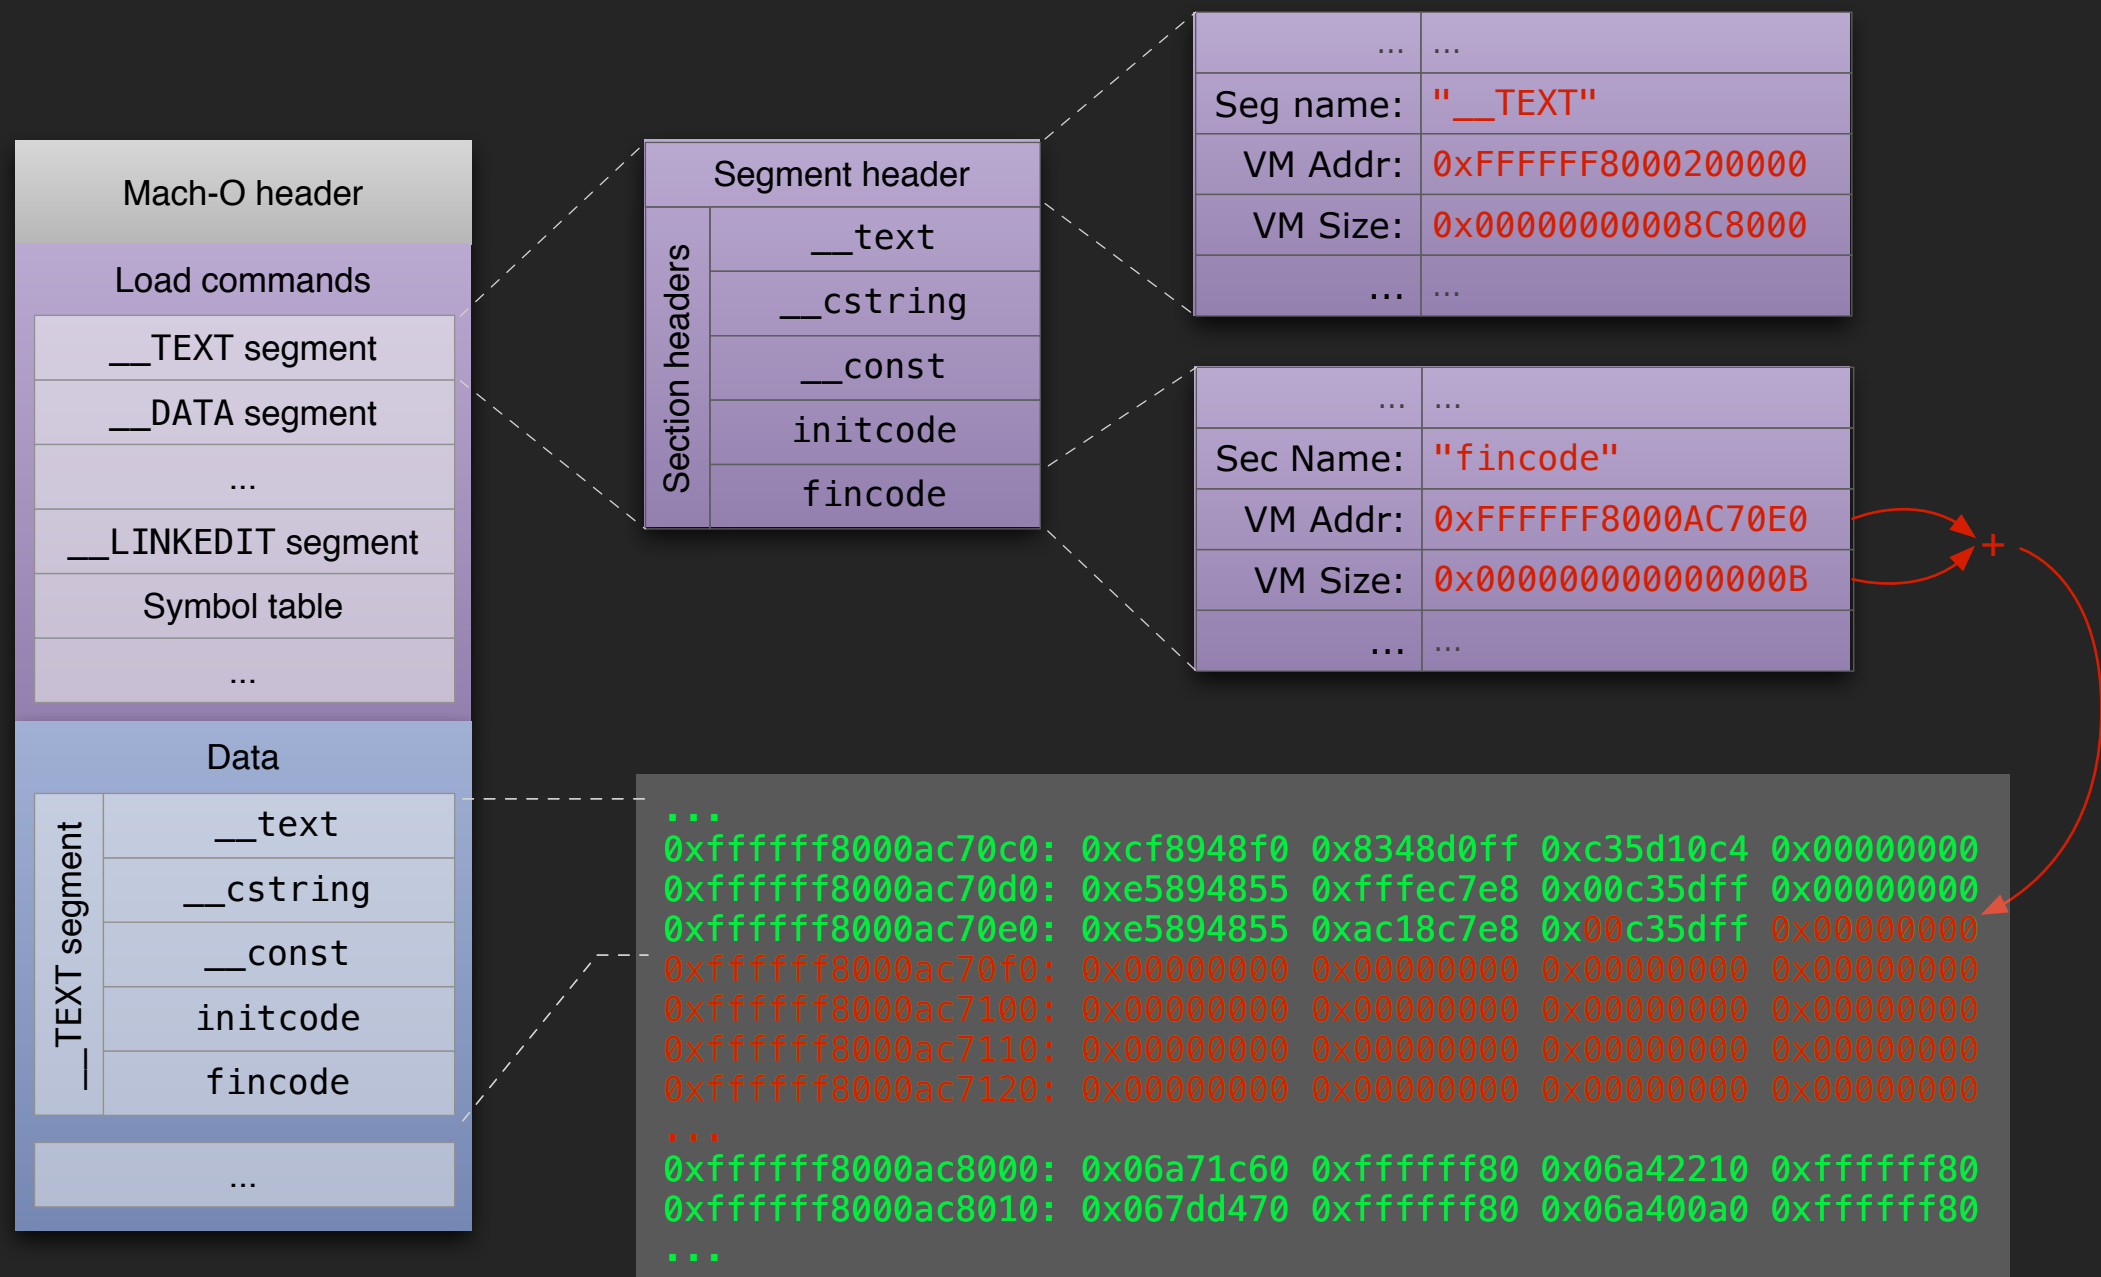 Mach-O header
Load commands
__TEXT segment
__DATA segment
...
__LINKEDIT segment
Symbol table
...
Data
__TEXT segment
__text
__cstring
__const
initcode
fincode
...
Segment header
Section headers
__text
__cstring
__const
initcode
fincode
... ...
Seg name: "__TEXT"
VM Addr: 0xFFFFFF8000200000
VM Size: 0x00000000008C8000
... ...
... ...
Sec Name: "fincode"
VM Addr: 0xFFFFFF8000AC70E0
VM Size: 0x000000000000000B
... ...
+
...
0xffffff8000ac70c0: 0xcf8948f0 0x8348d0ff 0xc35d10c4 0x00000000
0xffffff8000ac70d0: 0xe5894855 0xfffec7e8 0x00c35dff 0x00000000
0xffffff8000ac70e0: 0xe5894855 0xac18c7e8 0x00c35dff 0x00000000
0xffffff8000ac70f0: 0x00000000 0x00000000 0x00000000 0x00000000
0xffffff8000ac7100: 0x00000000 0x00000000 0x00000000 0x00000000
0xffffff8000ac7110: 0x00000000 0x00000000 0x00000000 0x00000000
0xffffff8000ac7120: 0x00000000 0x00000000 0x00000000 0x00000000
...
0xffffff8000ac8000: 0x06a71c60 0xffffff80 0x06a42210 0xffffff80
0xffffff8000ac8010: 0x067dd470 0xffffff80 0x06a400a0 0xffffff80
...